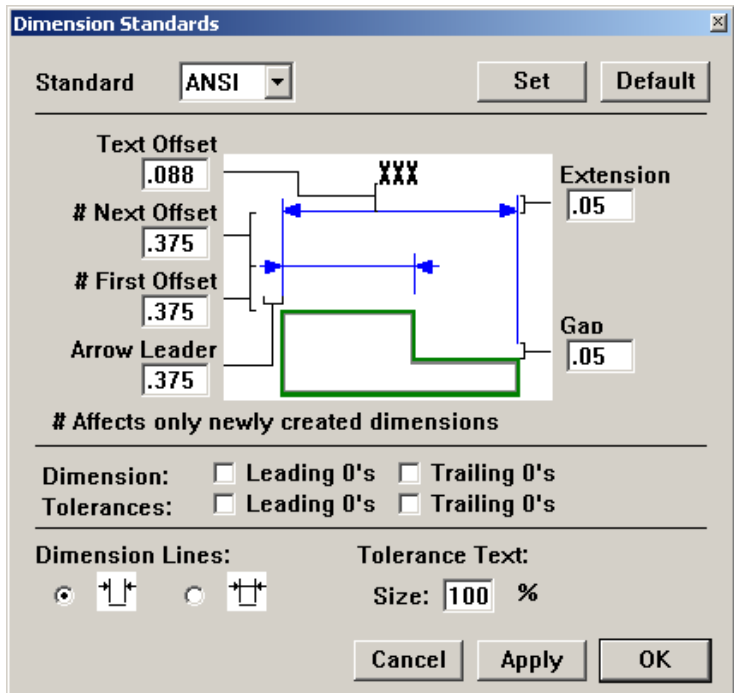 Dimension Standards
Standard ANSI Set Default
Text Offset
.088
XXX
Extension
.05
# Next Offset
.375
# First Offset
.375
Arrow Leader
.375
Gap
.05
# Affects only newly created dimensions
Dimension: Leading 0's Trailing 0's
Tolerances: Leading 0's Trailing 0's
Dimension Lines: Tolerance Text:
Size: 100 %
Cancel Apply OK